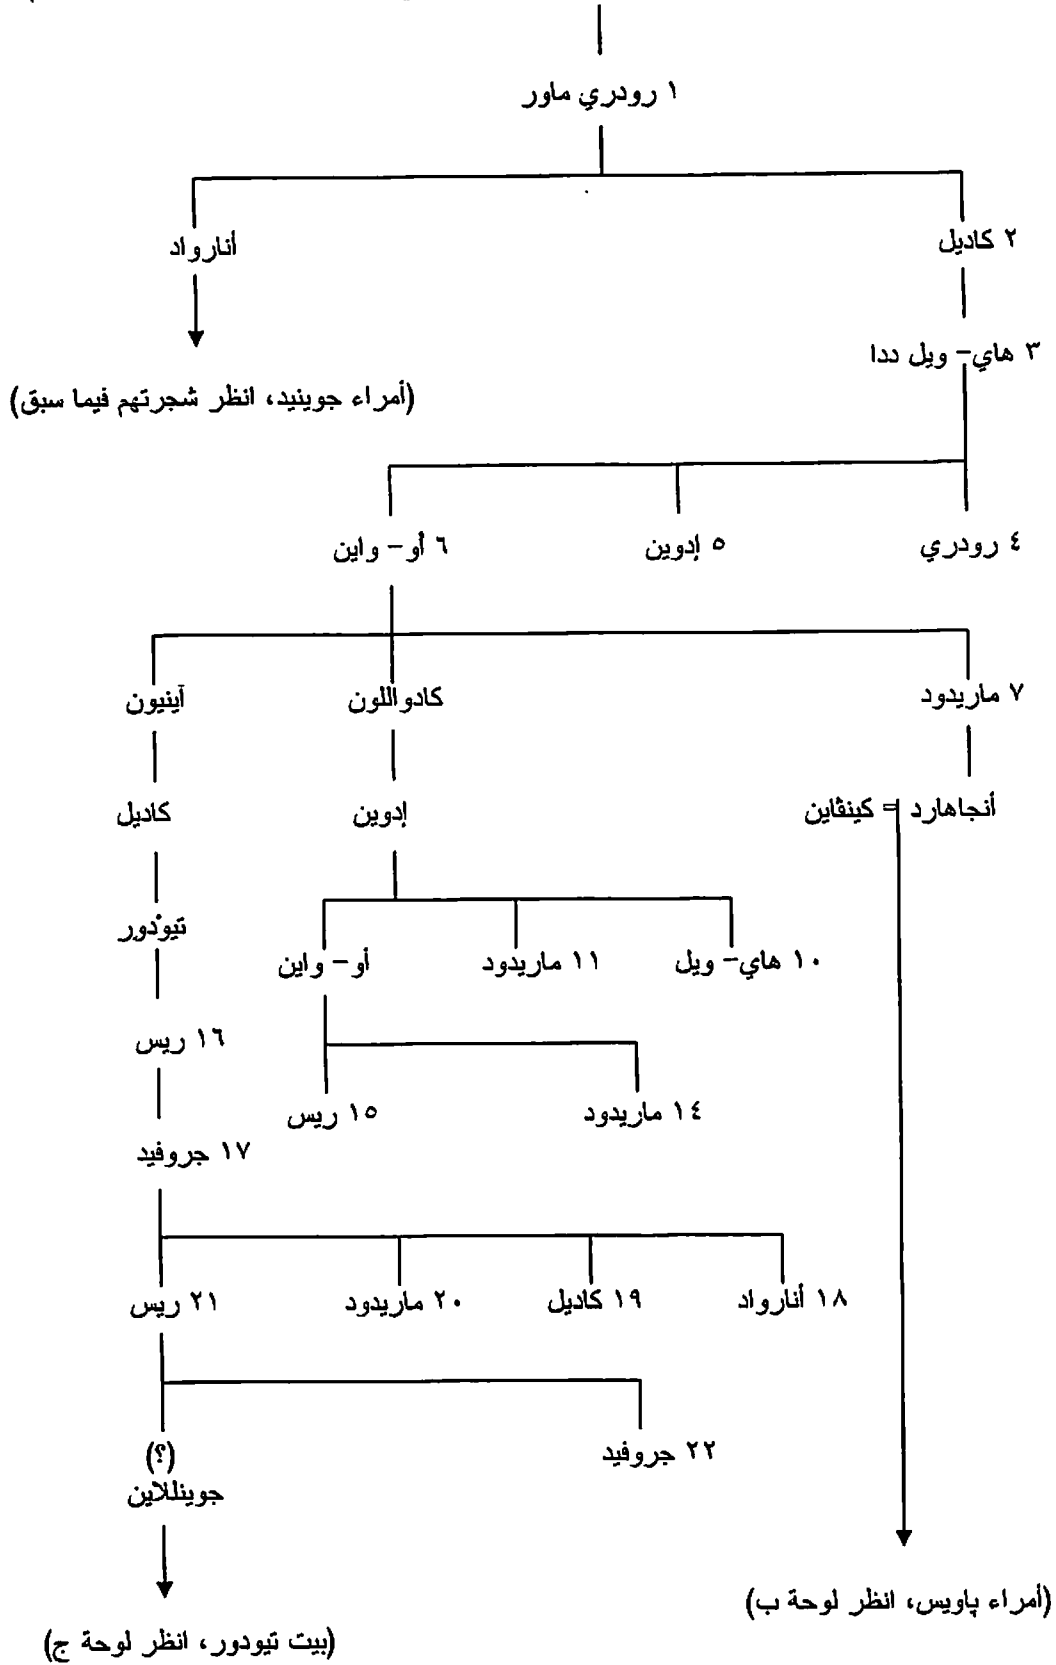 ١ رودري ماور
٢ كاديل
أنارواد
٣ هاي- ويل ددا
(أمراء جوينيد، انظر شجرتهم فيما سبق)
٤ رودري
٥ إدوين
٦ أو- واين
٧ ماريدود
كادواللون
آينيون
أنجاهارد = كينڤاين
إدوين
كاديل
تيودور
١٠ هاي- ويل
١١ ماريدود
أو- واين
١٦ ريس
١٤ ماريدود
١٥ ريس
١٧ جروفيد
١٨ أنارواد
١٩ كاديل
٢٠ ماريدود
٢١ ريس
٢٢ جروفيد
(؟)
جوينللاين
(أمراء پاويس، انظر لوحة ب)
(بيت تيودور، انظر لوحة ج)